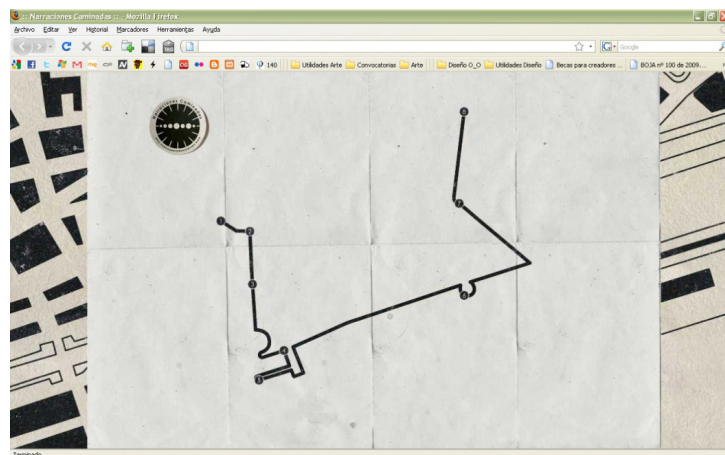 :: Narraciones Caminadas :: - Mozilla Firefox
Archivo Editar Ver Historial Marcadores Herramientas Ayuda
Google
140 Utilidades Arte Convocatorias Arte Diseño O_O Utilidades Diseño Becas para creadores ... BOJA nº 100 de 2009...
Narraciones Caminadas
8
1
2
7
3
6
4
5
Terminado